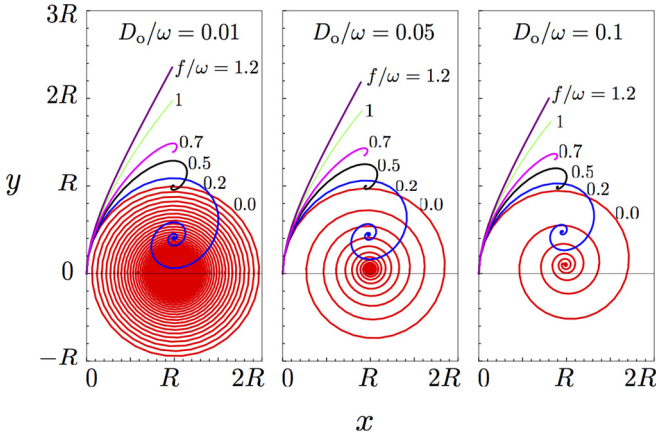 3R
2R
y
R
0
−R
D_o/ω = 0.01
f/ω = 1.2
1
0.7
0.5
0.2
0.0
0 R 2R
D_o/ω = 0.05
f/ω = 1.2
1
0.7
0.5
0.2
0.0
0 R 2R
D_o/ω = 0.1
f/ω = 1.2
1
0.7
0.5
0.2
0.0
0 R 2R
x